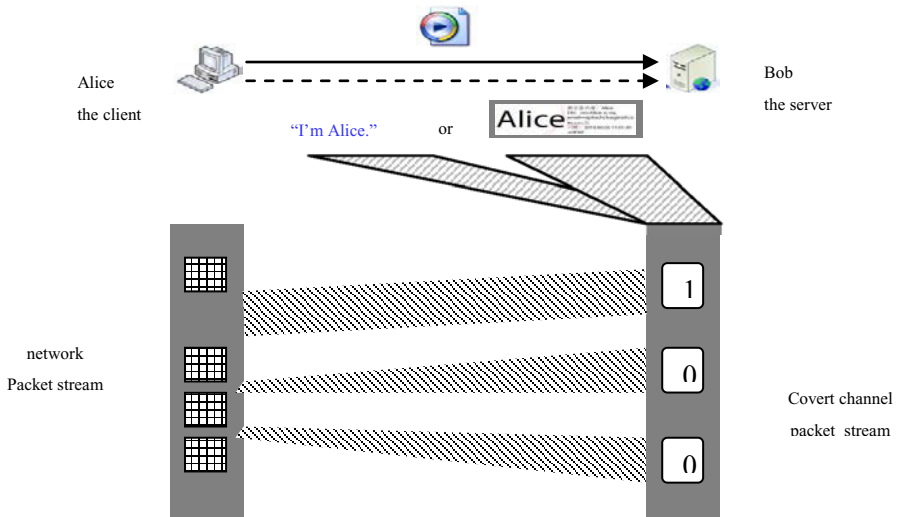 Alice
the client
Bob
the server
“I’m Alice.”
or
Alice
1
0
0
network
Packet stream
Covert channel
packet stream